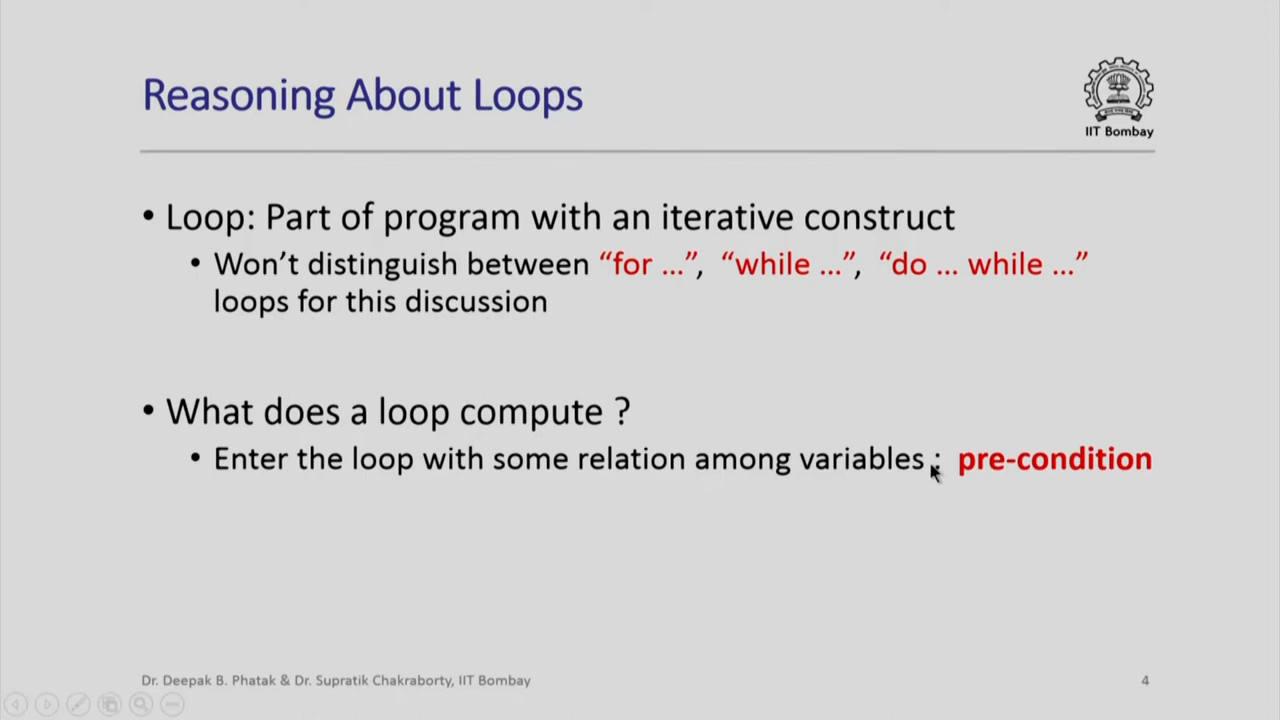 Reasoning About Loops
IIT Bombay
• Loop: Part of program with an iterative construct
• Won’t distinguish between “for ...”, “while ...”, “do ... while ...”
loops for this discussion
• What does a loop compute ?
• Enter the loop with some relation among variables : pre-condition
Dr. Deepak B. Phatak & Dr. Supratik Chakraborty, IIT Bombay
4